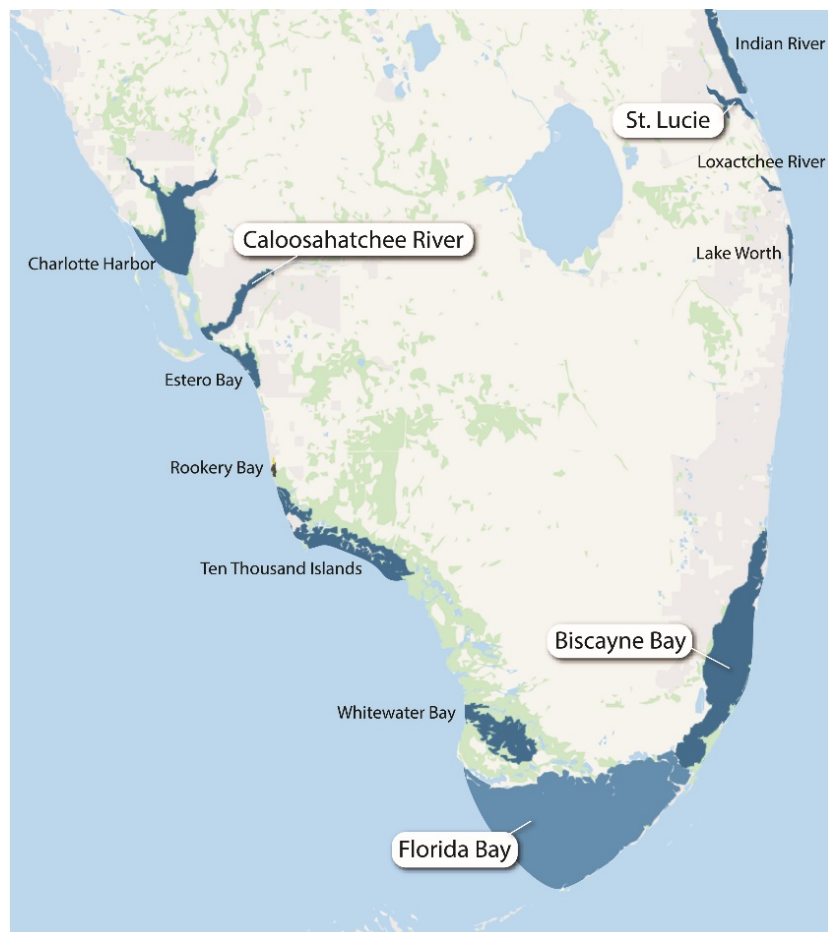 Indian River
St. Lucie
Loxactchee River
Caloosahatchee River
Lake Worth
Charlotte Harbor
Estero Bay
Rookery Bay
Ten Thousand Islands
Biscayne Bay
Whitewater Bay
Florida Bay